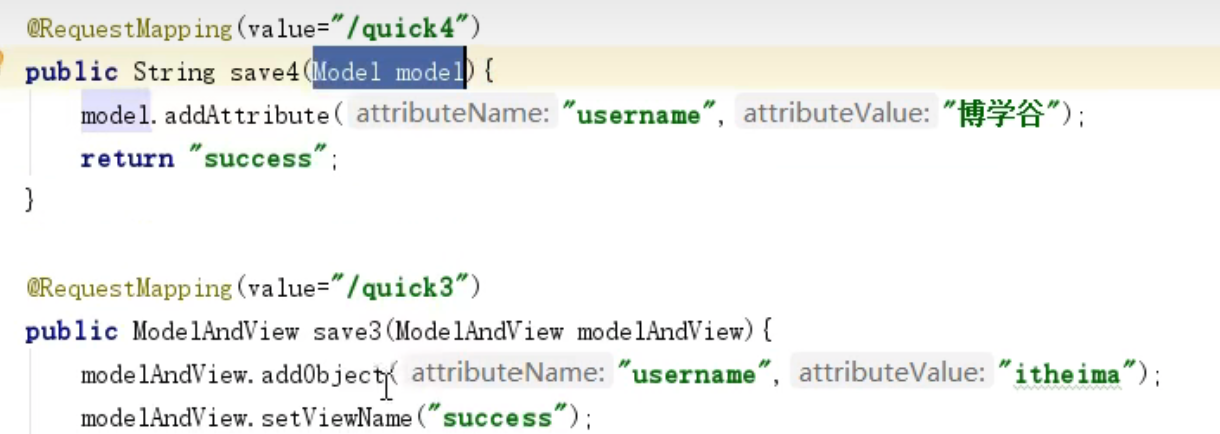 @RequestMapping(value="/quick4")
public String save4(Model model){
model.addAttribute( attributeName: "username", attributeValue: "博学谷");
return "success";
}
@RequestMapping(value="/quick3")
public ModelAndView save3(ModelAndView modelAndView){
modelAndView.addObject( attributeName: "username", attributeValue: "itheima");
modelAndView.setViewName("success");